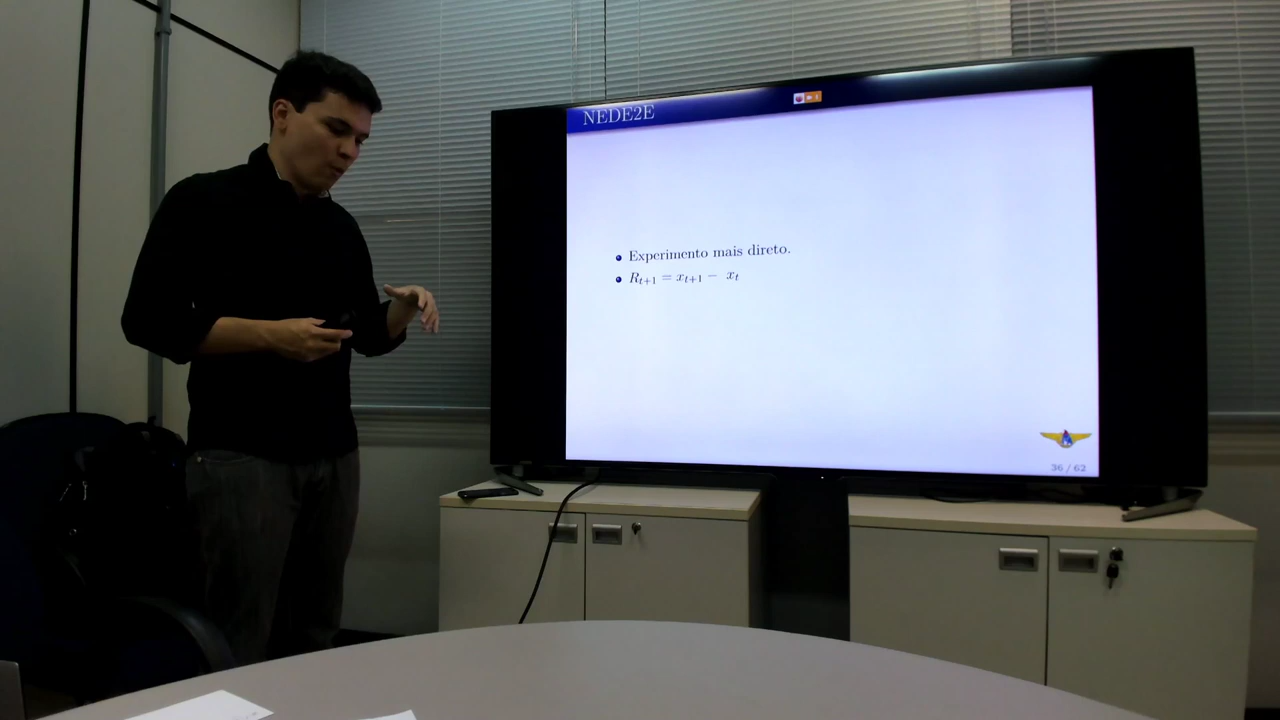 NEDE2E
• Experimento mais direto.
• R_{t+1} = x_{t+1} − x_t
36 / 62